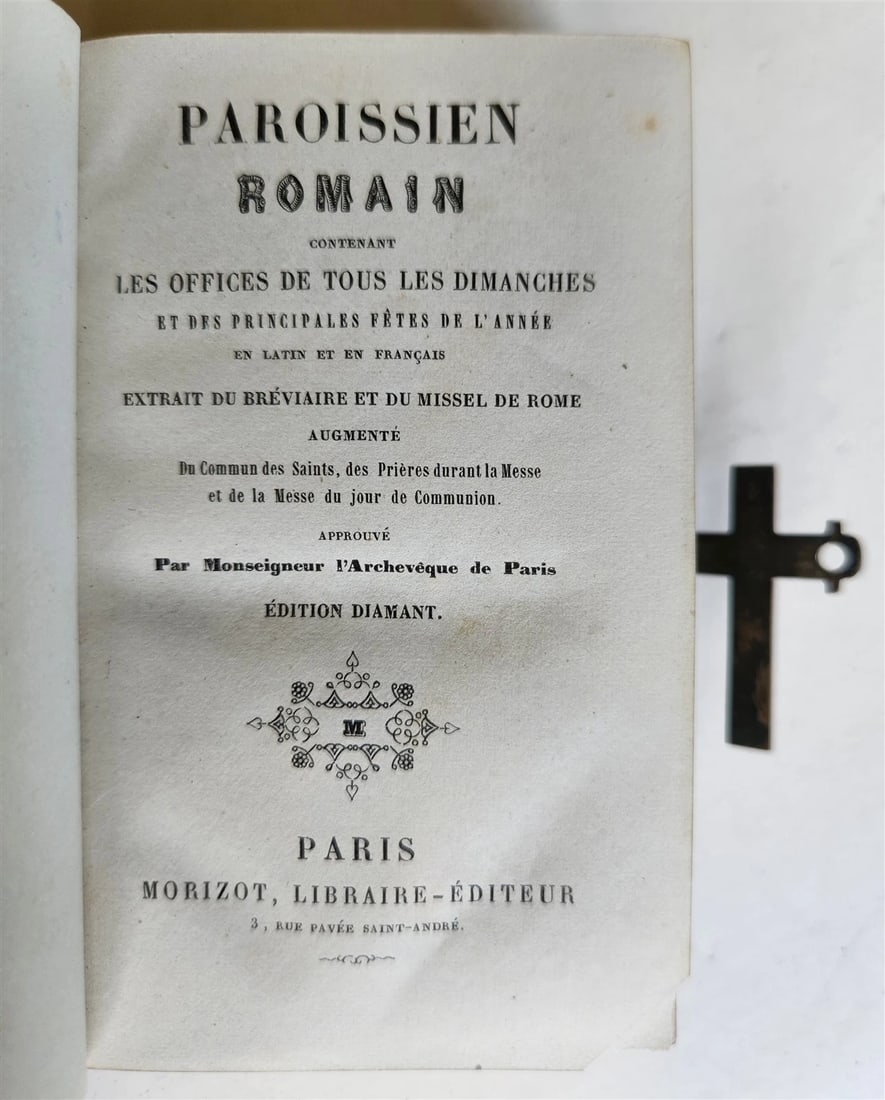 PAROISSIEN
ROMAIN
CONTENANT
LES OFFICES DE TOUS LES DIMANCHES
ET DES PRINCIPALES FÊTES DE L'ANNÉE
EN LATIN ET EN FRANÇAIS
EXTRAIT DU BRÉVIAIRE ET DU MISSEL DE ROME
AUGMENTÉ
Du Commun des Saints, des Prières durant la Messe
et de la Messe du jour de Communion.
APPROUVÉ
Par Monseigneur l'Archevêque de Paris
ÉDITION DIAMANT.
M
PARIS
MORIZOT, LIBRAIRE-ÉDITEUR
3, RUE PAVÉE SAINT-ANDRÉ.